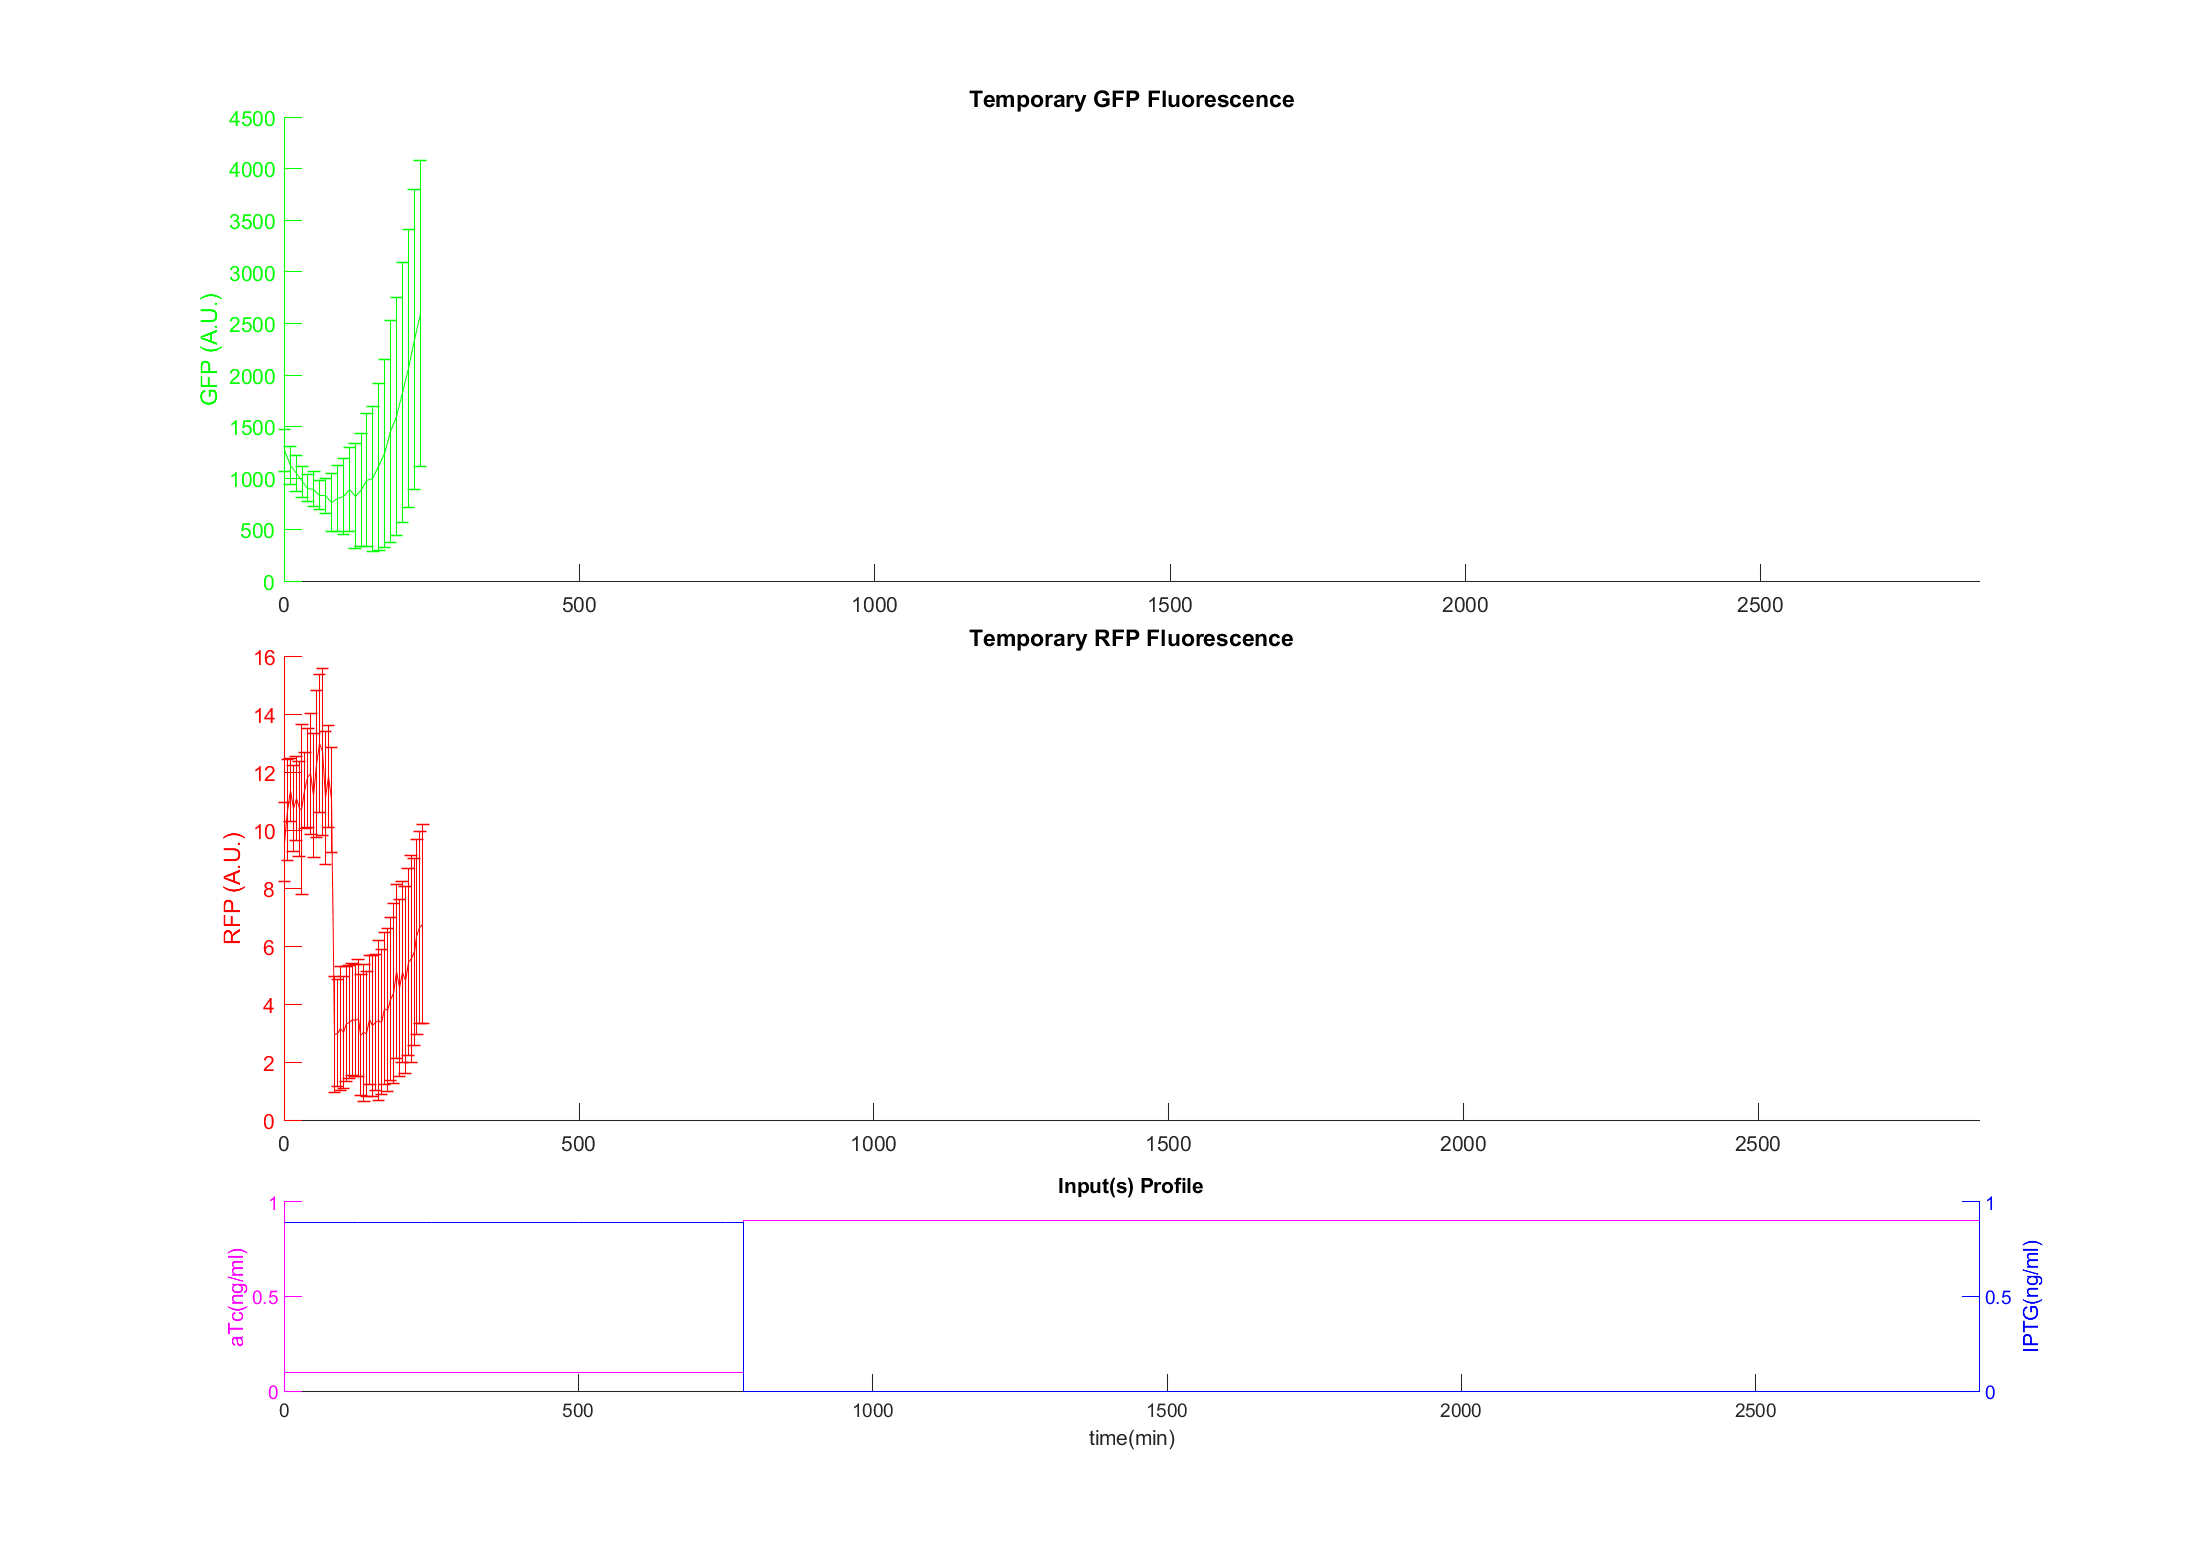 Temporary GFP Fluorescence
4500
4000
3500
3000
2500
2000
1500
1000
500
0
GFP (A.U.)
0 500 1000 1500 2000 2500
Temporary RFP Fluorescence
16
14
12
10
8
6
4
2
0
RFP (A.U.)
0 500 1000 1500 2000 2500
Input(s) Profile
1
0.5
0
aTc(ng/ml)
1
0.5
0
IPTG(ng/ml)
0 500 1000 1500 2000 2500
time(min)